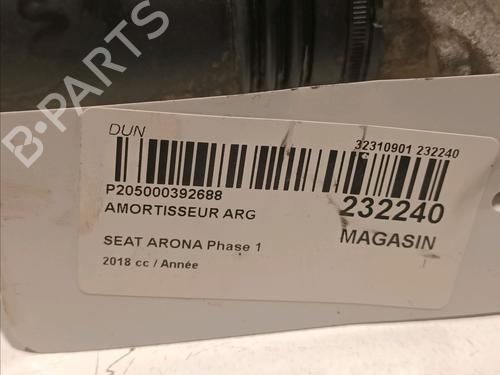 B-PARTS
DUN
32310901 232240
P205000392688
AMORTISSEUR ARG
232240
SEAT ARONA Phase 1
MAGASIN
2018 cc / Année